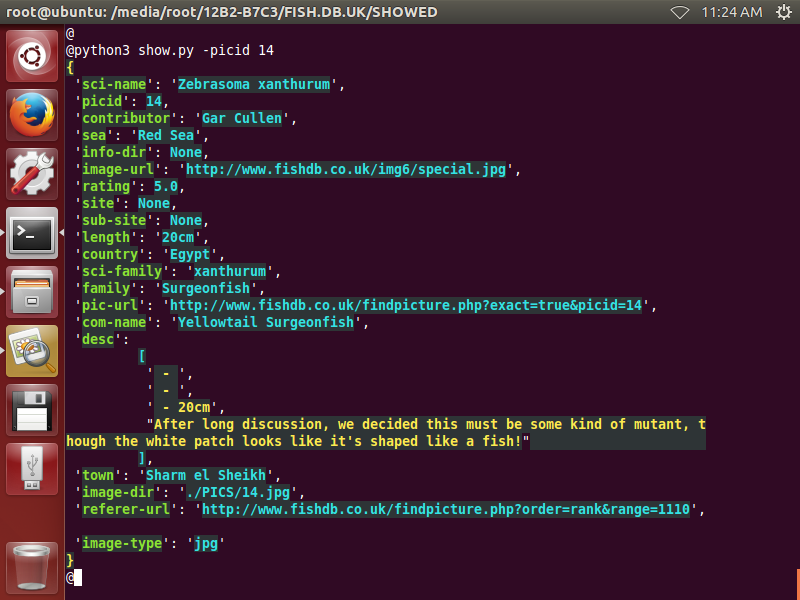 root@ubuntu: /media/root/12B2-B7C3/FISH.DB.UK/SHOWED 11:24 AM
@
@python3 show.py -picid 14
{
'sci-name': 'Zebrasoma xanthurum',
'picid': 14,
'contributor': 'Gar Cullen',
'sea': 'Red Sea',
'info-dir': None,
'image-url': 'http://www.fishdb.co.uk/img6/special.jpg',
'rating': 5.0,
'site': None,
'sub-site': None,
'length': '20cm',
'country': 'Egypt',
'sci-family': 'xanthurum',
'family': 'Surgeonfish',
'pic-url': 'http://www.fishdb.co.uk/findpicture.php?exact=true&picid=14',
'com-name': 'Yellowtail Surgeonfish',
'desc':
[
' - ',
' - ',
' - 20cm',
"After long discussion, we decided this must be some kind of mutant, t
hough the white patch looks like it's shaped like a fish!"
],
'town': 'Sharm el Sheikh',
'image-dir': './PICS/14.jpg',
'referer-url': 'http://www.fishdb.co.uk/findpicture.php?order=rank&range=1110',
'image-type': 'jpg'
}
@